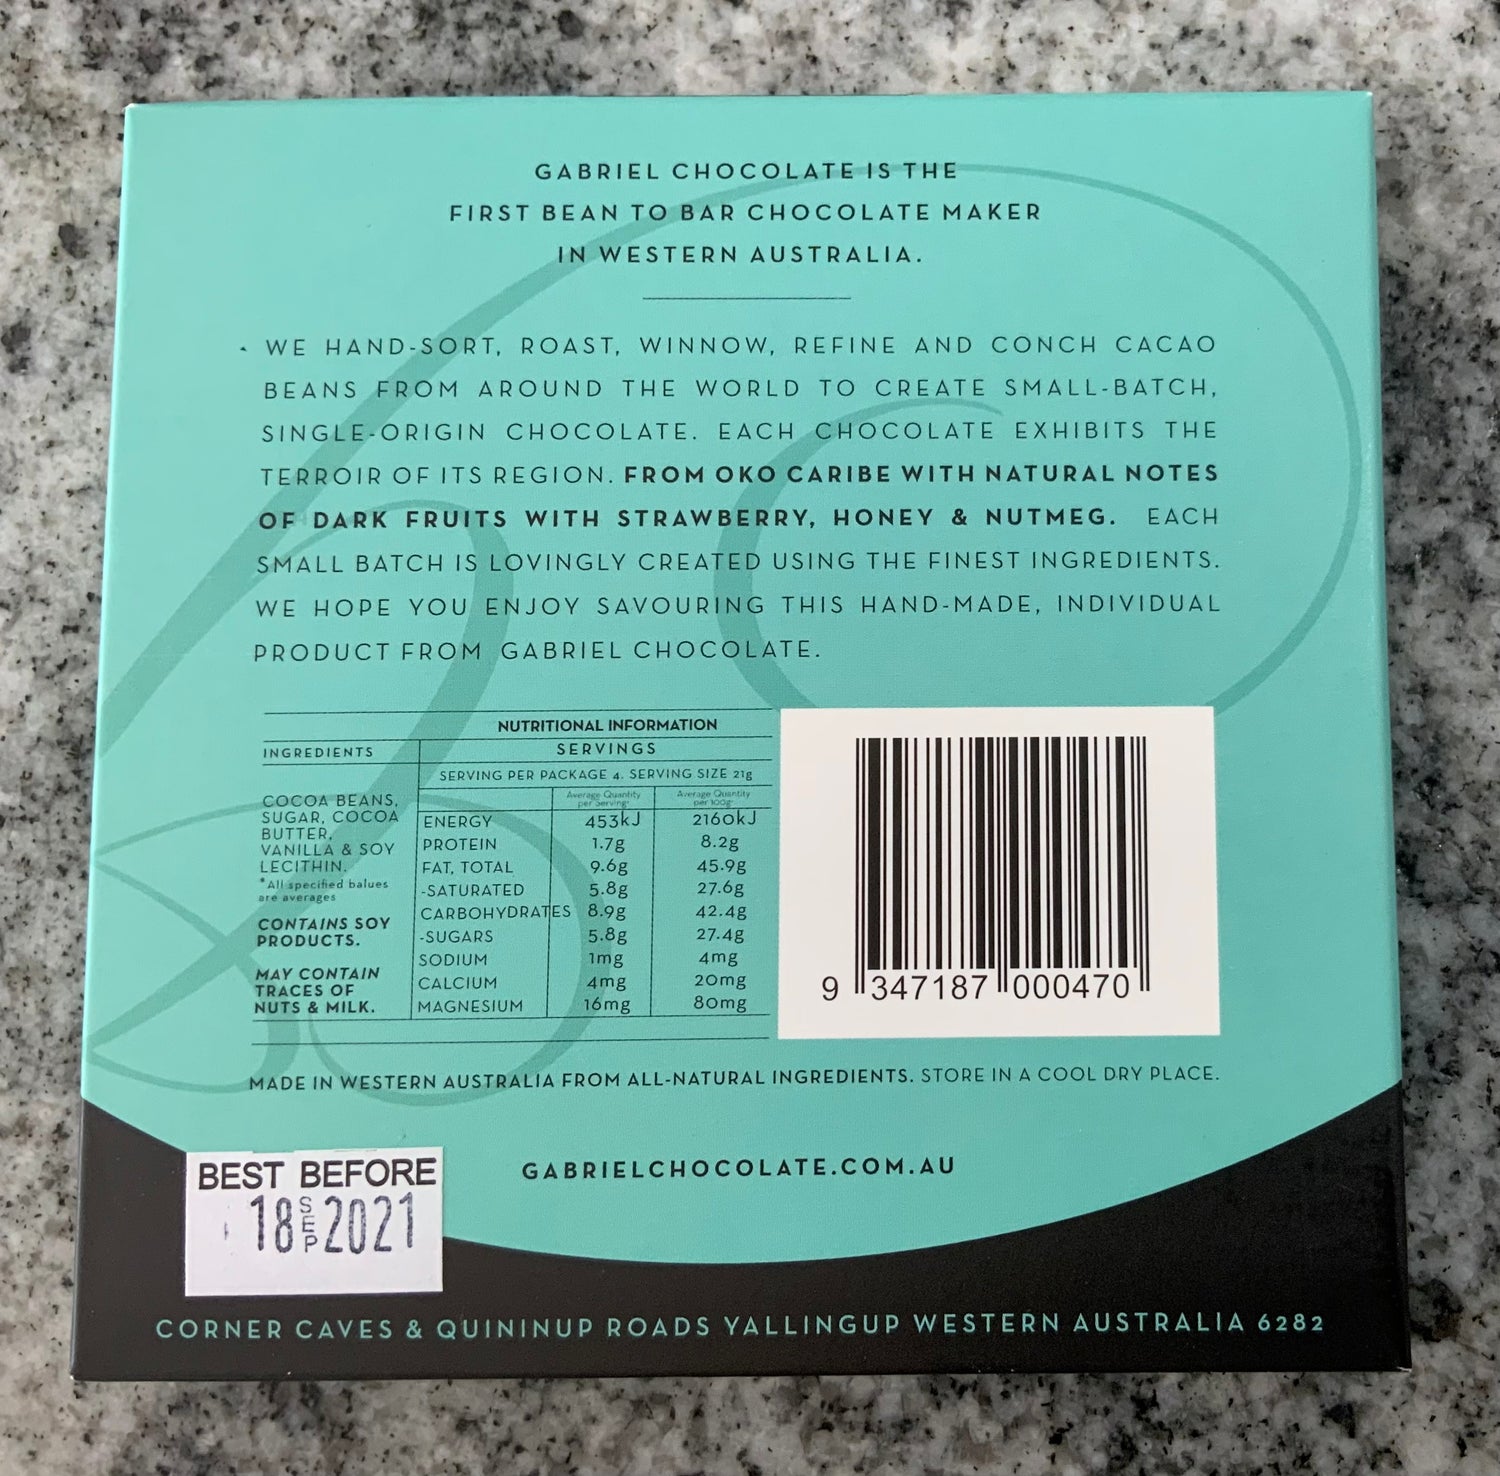 GABRIEL CHOCOLATE IS THE
FIRST BEAN TO BAR CHOCOLATE MAKER
IN WESTERN AUSTRALIA.
WE HAND-SORT, ROAST, WINNOW, REFINE AND CONCH CACAO
BEANS FROM AROUND THE WORLD TO CREATE SMALL-BATCH,
SINGLE-ORIGIN CHOCOLATE. EACH CHOCOLATE EXHIBITS THE
TERROIR OF ITS REGION. FROM OKO CARIBE WITH NATURAL NOTES
OF DARK FRUITS WITH STRAWBERRY, HONEY & NUTMEG. EACH
SMALL BATCH IS LOVINGLY CREATED USING THE FINEST INGREDIENTS.
WE HOPE YOU ENJOY SAVOURING THIS HAND-MADE, INDIVIDUAL
PRODUCT FROM GABRIEL CHOCOLATE.
INGREDIENTS
COCOA BEANS,
SUGAR, COCOA
BUTTER,
VANILLA & SOY
LECITHIN.
*All specified balues
are averages
CONTAINS SOY
PRODUCTS.
MAY CONTAIN
TRACES OF
NUTS & MILK.
NUTRITIONAL INFORMATION
SERVINGS
SERVING PER PACKAGE 4. SERVING SIZE 21g
Average Quantity per Serving* Average Quantity per 100g*
ENERGY 453kJ 2160kJ
PROTEIN 1.7g 8.2g
FAT, TOTAL 9.6g 45.9g
-SATURATED 5.8g 27.6g
CARBOHYDRATES 8.9g 42.4g
-SUGARS 5.8g 27.4g
SODIUM 1mg 4mg
CALCIUM 4mg 20mg
MAGNESIUM 16mg 80mg
9 347187 000470
MADE IN WESTERN AUSTRALIA FROM ALL-NATURAL INGREDIENTS. STORE IN A COOL DRY PLACE.
BEST BEFORE
18 SEP 2021
GABRIELCHOCOLATE.COM.AU
CORNER CAVES & QUININUP ROADS YALLINGUP WESTERN AUSTRALIA 6282